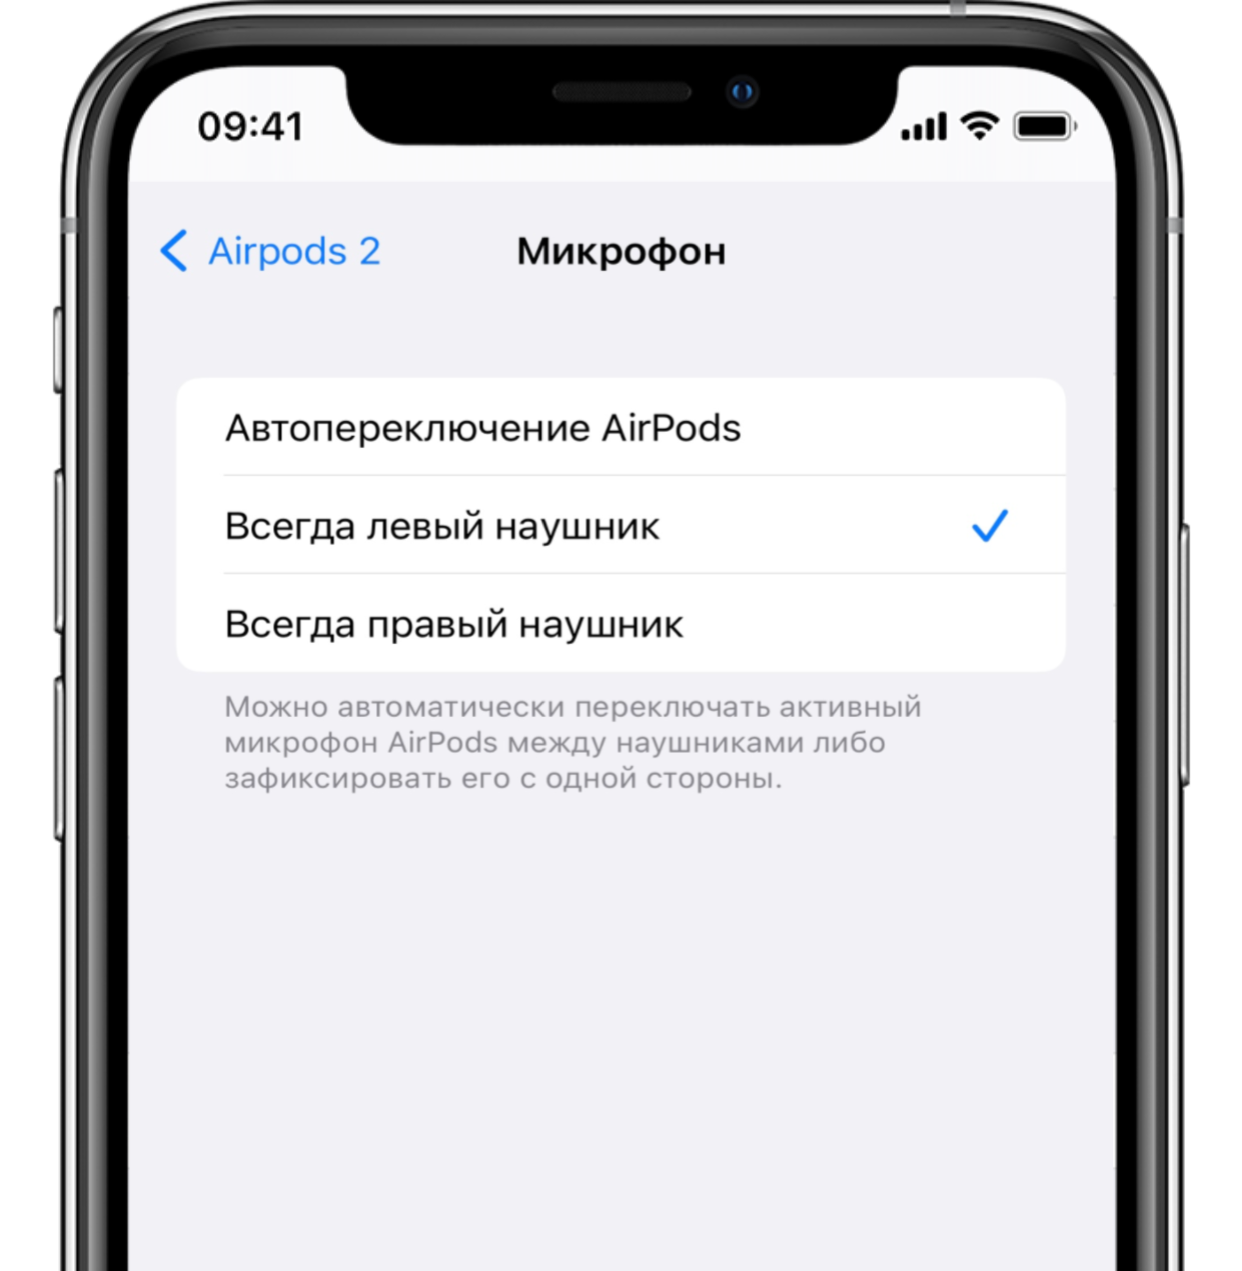 09:41
Airpods 2
Микрофон
Автопереключение AirPods
Всегда левый наушник
Всегда правый наушник
Можно автоматически переключать активный
микрофон AirPods между наушниками либо
зафиксировать его с одной стороны.